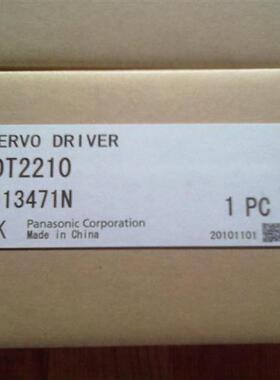 ERVO DRIVER
DT2210
13471N
K Panasonic Corporation
Made in China
1 PC
20101101